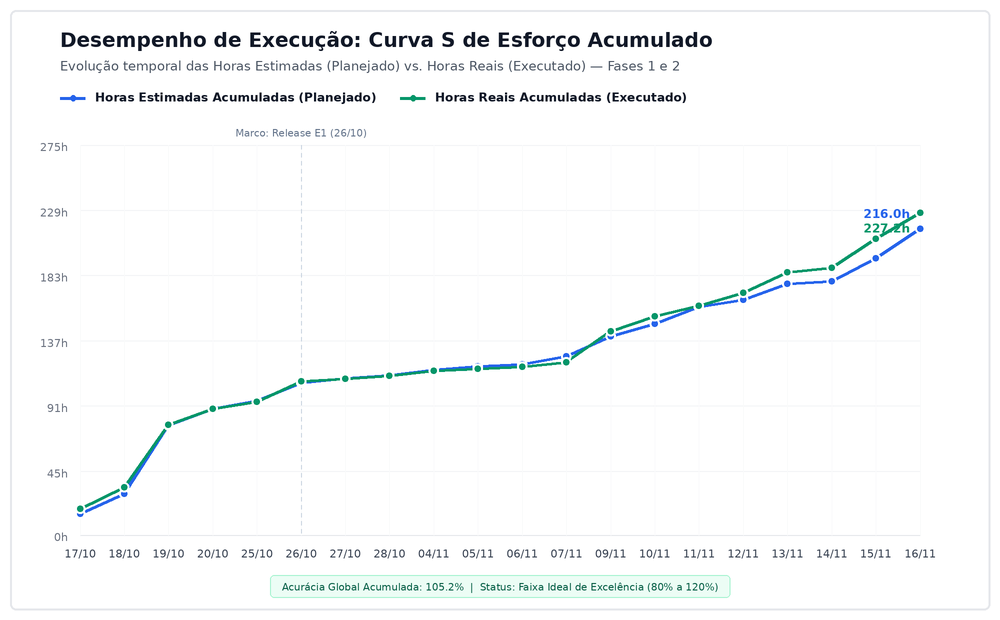 Desempenho de Execução: Curva S de Esforço Acumulado
Evolução temporal das Horas Estimadas (Planejado) vs. Horas Reais (Executado) — Fases 1 e 2
Horas Estimadas Acumuladas (Planejado) Horas Reais Acumuladas (Executado)
Marco: Release E1 (26/10)
275h
229h
216.0h
227.2h
183h
137h
91h
45h
0h
17/10 18/10 19/10 20/10 25/10 26/10 27/10 28/10 04/11 05/11 06/11 07/11 09/11 10/11 11/11 12/11 13/11 14/11 15/11 16/11
Acurácia Global Acumulada: 105.2% | Status: Faixa Ideal de Excelência (80% a 120%)